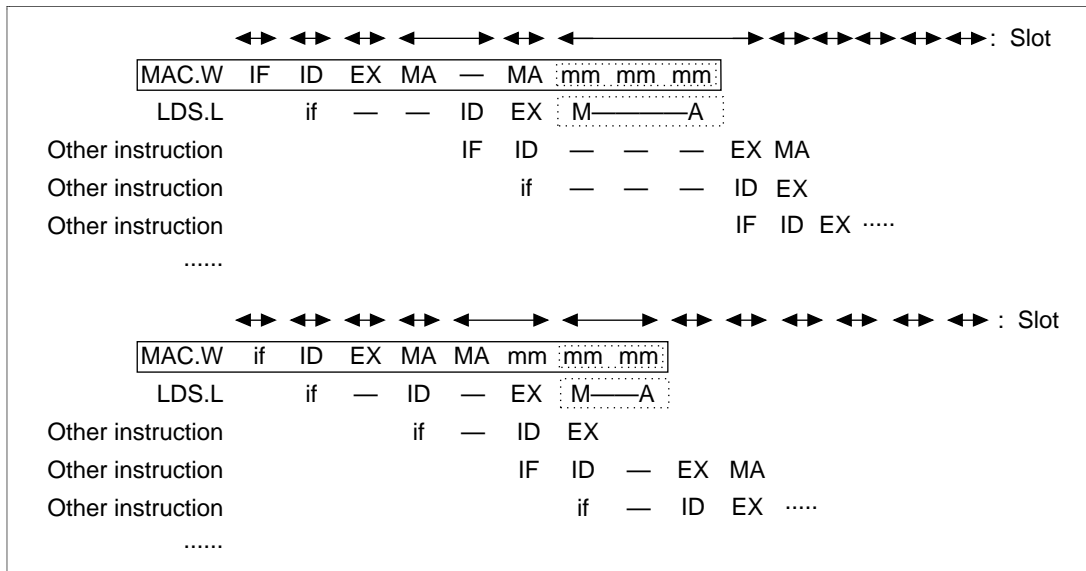 : Slot
MAC.W IF ID EX MA — MA mm mm mm
LDS.L if — — ID EX M————A
Other instruction IF ID — — — EX MA
Other instruction if — — — ID EX
Other instruction IF ID EX ·····
......
: Slot
MAC.W if ID EX MA MA mm mm mm
LDS.L if — ID — EX M——A
Other instruction if — ID EX
Other instruction IF ID — EX MA
Other instruction if — ID EX ·····
......